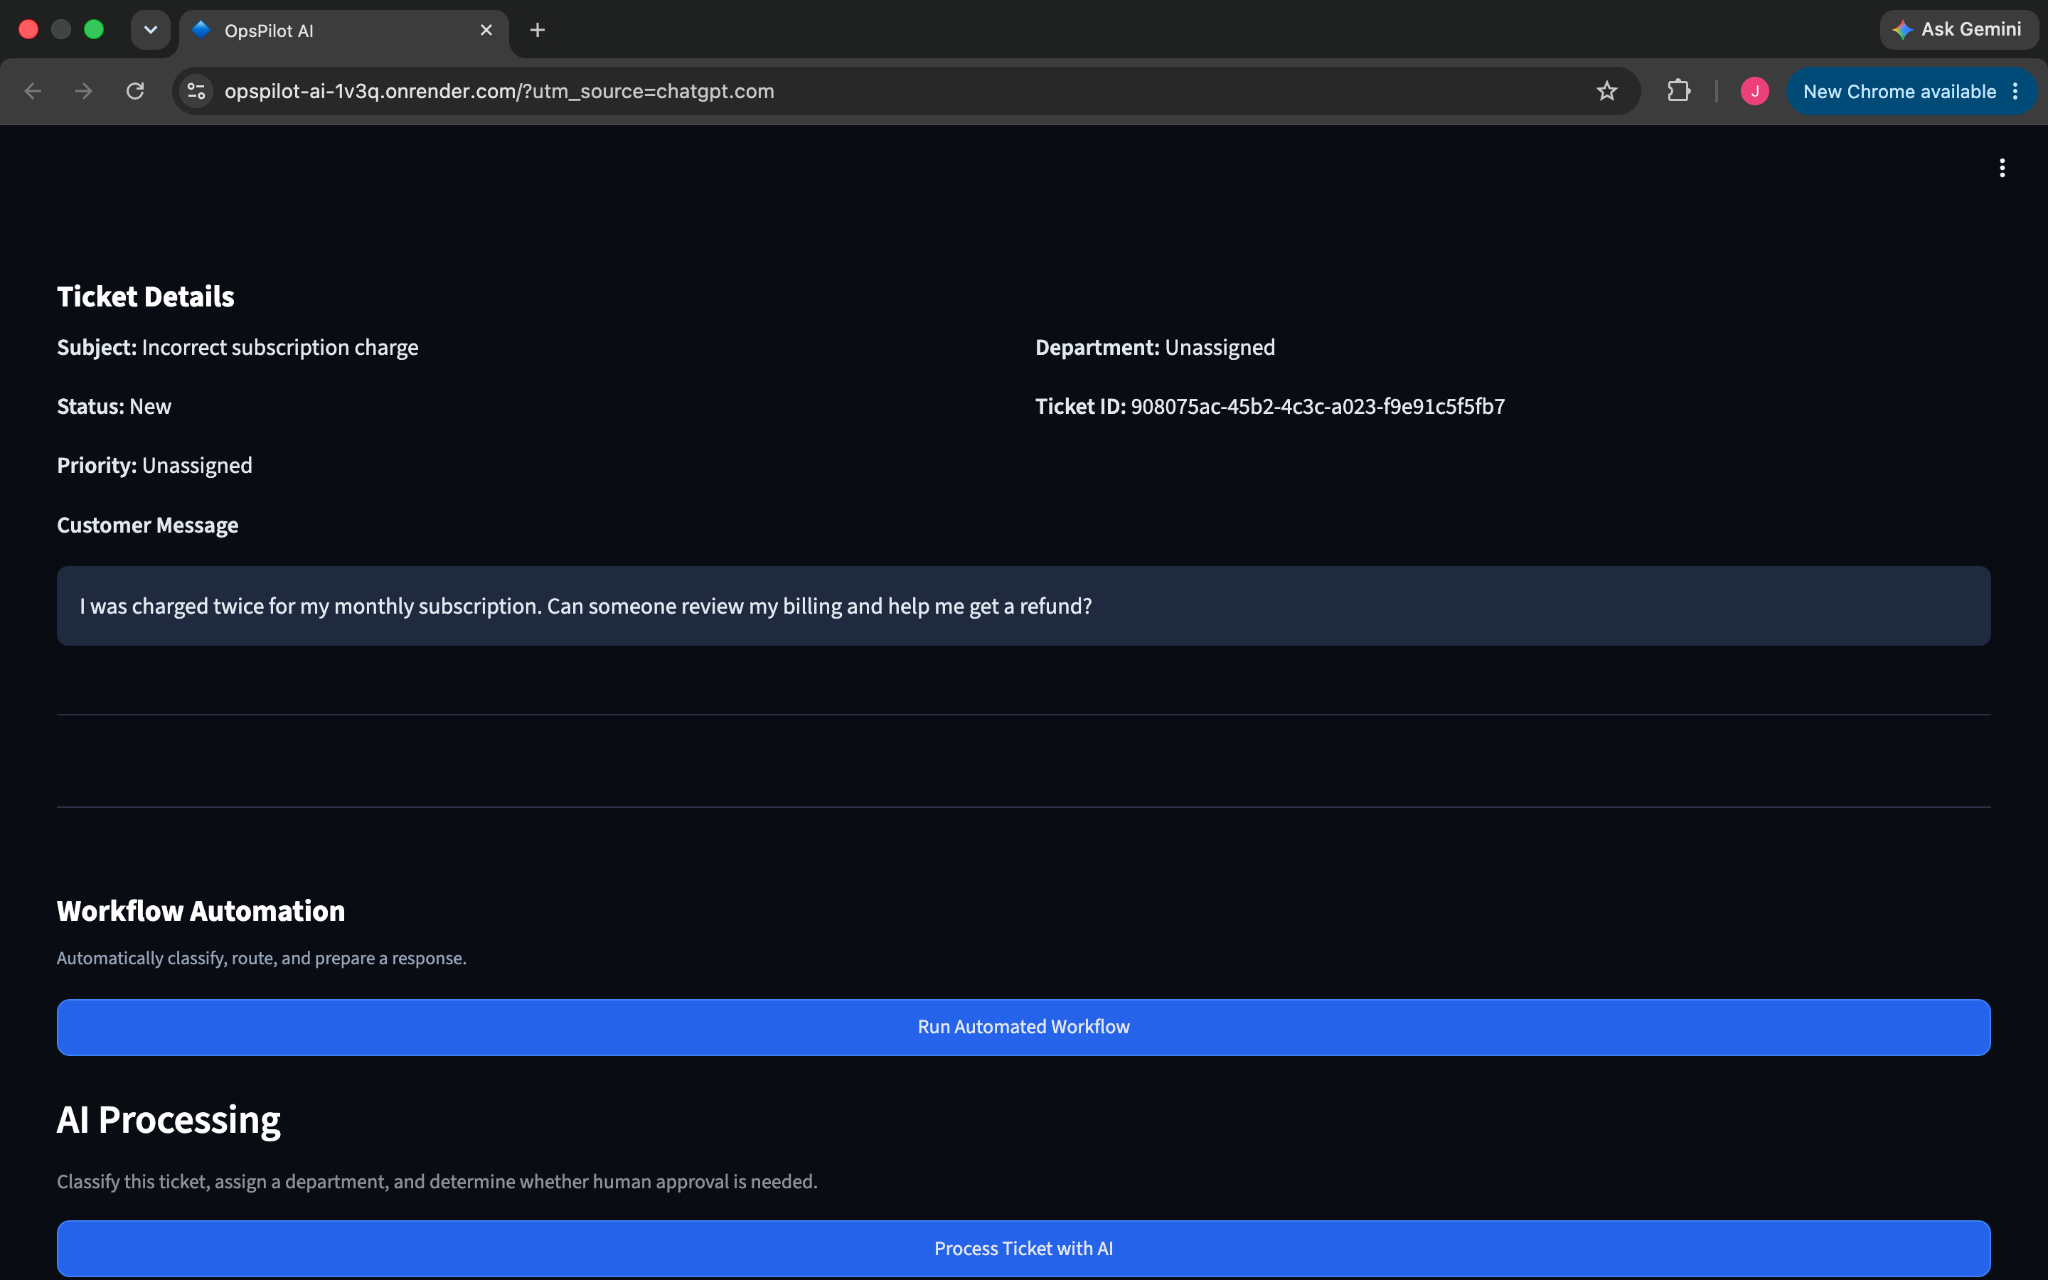 OpsPilot AI
Ask Gemini
opspilot-ai-1v3q.onrender.com/?utm_source=chatgpt.com
J
New Chrome available
Ticket Details
Subject: Incorrect subscription charge
Department: Unassigned
Status: New
Ticket ID: 908075ac-45b2-4c3c-a023-f9e91c5f5fb7
Priority: Unassigned
Customer Message
I was charged twice for my monthly subscription. Can someone review my billing and help me get a refund?
Workflow Automation
Automatically classify, route, and prepare a response.
Run Automated Workflow
AI Processing
Classify this ticket, assign a department, and determine whether human approval is needed.
Process Ticket with AI